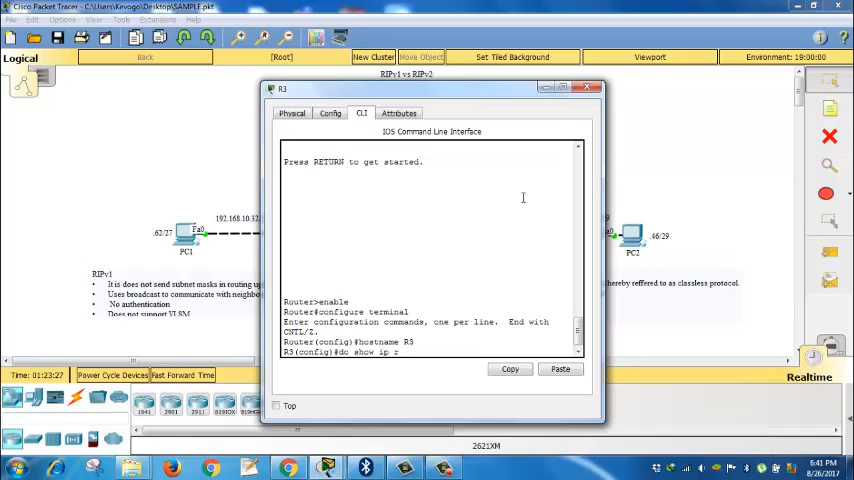 Cisco Packet Tracer - C:\Users\Kevogo\Desktop\SAMPLE.pkt
File Edit Options View Tools Extensions Help
Logical
Back
[Root]
New Cluster
Move Object
Set Tiled Background
Viewport
Environment: 19:00:00
RIPv1 vs RIPv2
R3
Physical
Config
CLI
Attributes
IOS Command Line Interface
Press RETURN to get started.
Router>enable
Router#configure terminal
Enter configuration commands, one per line. End with
CNTL/Z.
Router(config)#hostname R3
R3(config)#do show ip r
Copy
Paste
Top
192.168.10.32/
.62/27
Fa0
PC1
.46/29
PC2
RIPv1
• It is does not send subnet masks in routing up
• Uses broadcast to communicate with neighbo
• No authentication
• Does not support VLSM
thereby reffered to as classless protocol.
Time: 01:23:27
Power Cycle Devices
Fast Forward Time
Realtime
1941
2901
2911
819IOX
819HG
2621XM
6:41 PM
8/26/2017